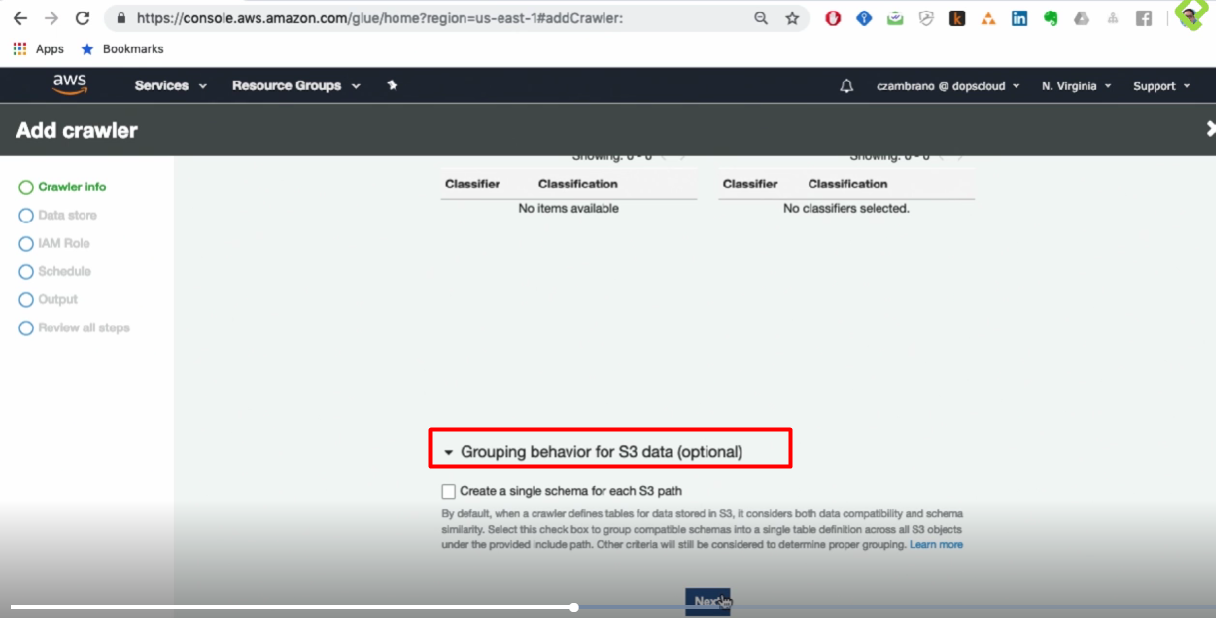 https://console.aws.amazon.com/glue/home?region=us-east-1#addCrawler:
Apps
Bookmarks
aws
Services
Resource Groups
czambrano @ dopsdoud
N. Virginia
Support
Add crawler
Crawler info
Data store
IAM Role
Schedule
Output
Review all steps
Showing: 0 - 0
Showing: 0 - 0
Classifier Classification
No items available
Classifier Classification
No classifiers selected.
Grouping behavior for S3 data (optional)
Create a single schema for each S3 path
By default, when a crawler defines tables for data stored in S3, it considers both data compatibility and schema
similarity. Select this check box to group compatible schemas into a single table definition across all S3 objects
under the provided include path. Other criteria will still be considered to determine proper grouping. Learn more
Next